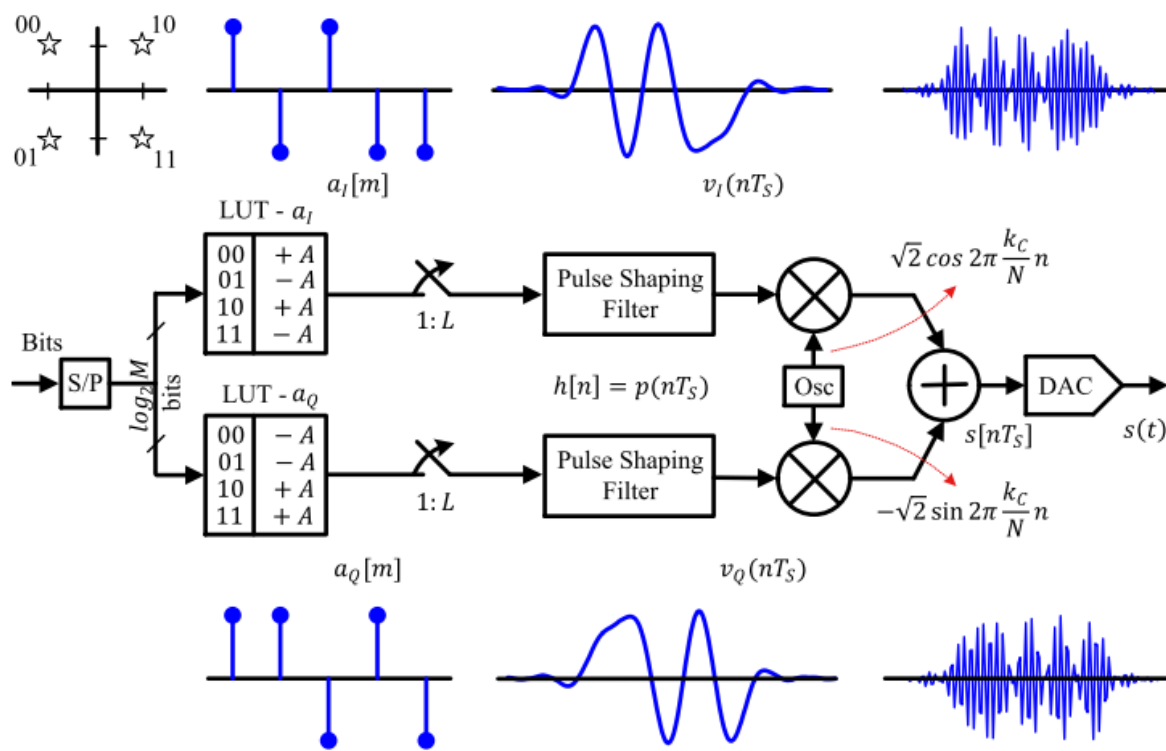 00
10
01
11
a_I[m]
v_I(nT_S)
LUT - a_I
00 + A
01 − A
10 + A
11 − A
1: L
Pulse Shaping
Filter
√2 cos 2π k_C/N n
Bits
S/P
log_2 M
bits
h[n] = p(nT_S)
Osc
DAC
s[nT_S]
s(t)
LUT - a_Q
00 − A
01 − A
10 + A
11 + A
1: L
Pulse Shaping
Filter
−√2 sin 2π k_C/N n
a_Q[m]
v_Q(nT_S)